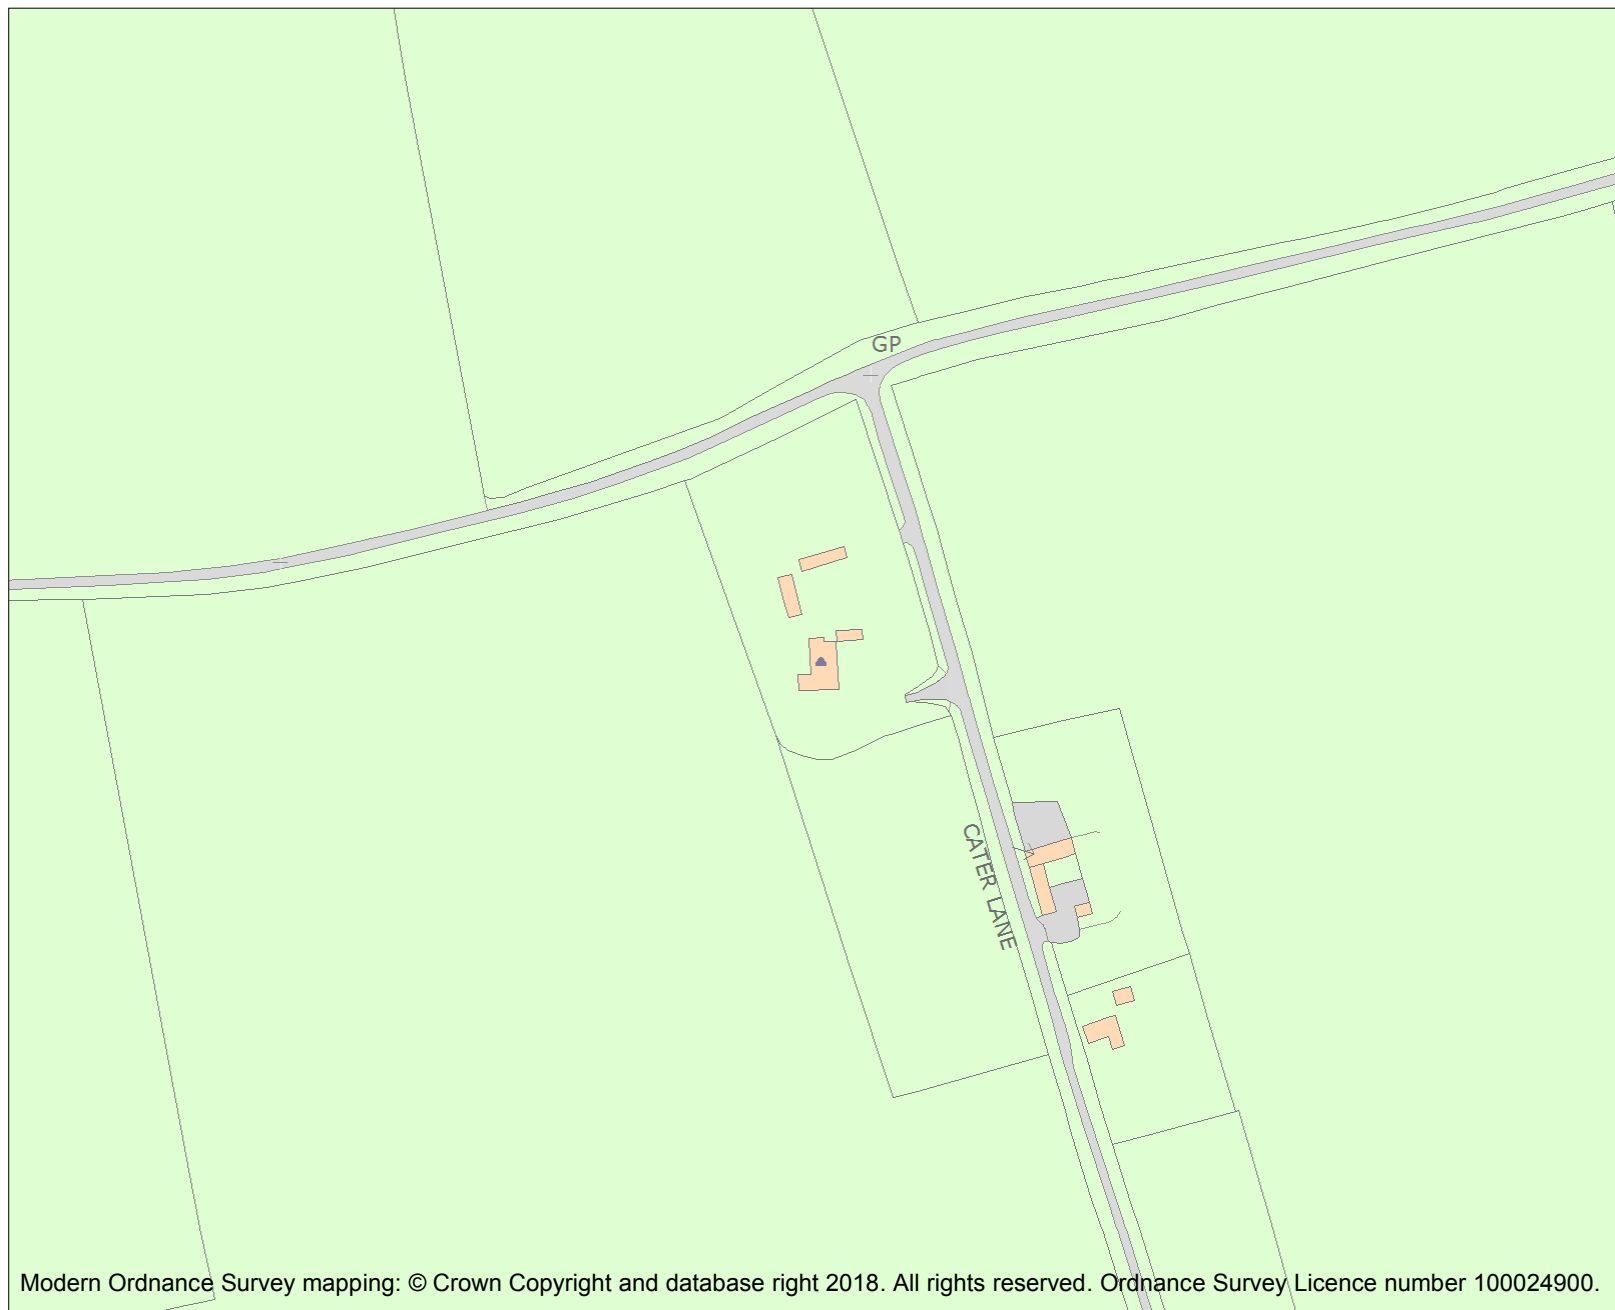 GP
CATER LANE
Modern Ordnance Survey mapping: © Crown Copyright and database right 2018. All rights reserved. Ordnance Survey Licence number 100024900.